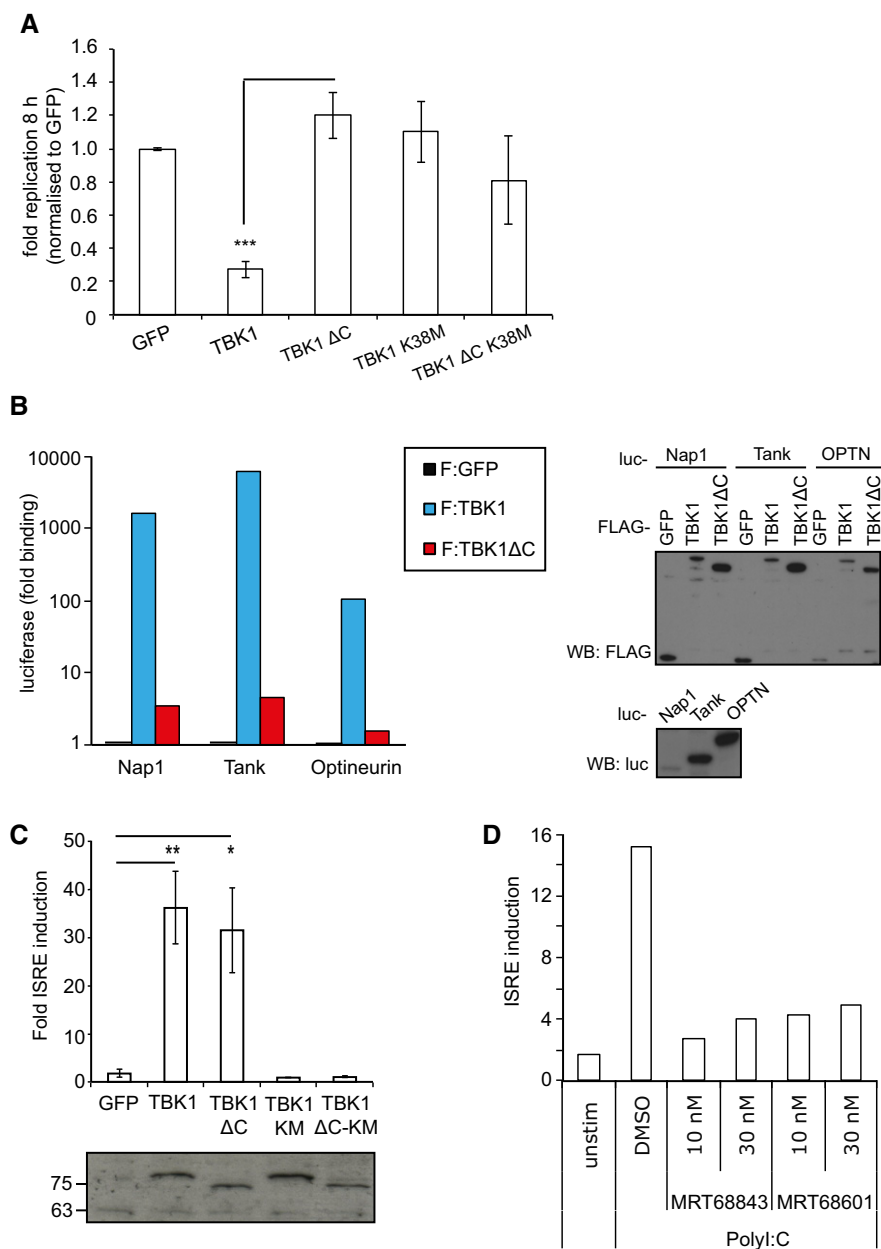 A
fold replication 8 h
(normalised to GFP)
1.6
1.4
1.2
1.0
0.8
0.6
0.4
0.2
0
***
GFP
TBK1
TBK1 ΔC
TBK1 K38M
TBK1 ΔC K38M
B
luciferase (fold binding)
10000
1000
100
10
1
Nap1
Tank
Optineurin
F:GFP
F:TBK1
F:TBK1ΔC
luc-
Nap1
Tank
OPTN
FLAG-
GFP
TBK1
TBK1ΔC
GFP
TBK1
TBK1ΔC
GFP
TBK1
TBK1ΔC
WB: FLAG
luc-
Nap1
Tank
OPTN
WB: luc
C
Fold ISRE induction
50
40
30
20
10
0
**
*
GFP
TBK1
TBK1
ΔC
TBK1
KM
TBK1
ΔC-KM
75
63
D
ISRE induction
16
12
8
4
0
unstim
DMSO
10 nM
30 nM
10 nM
30 nM
MRT68843
MRT68601
PolyI:C